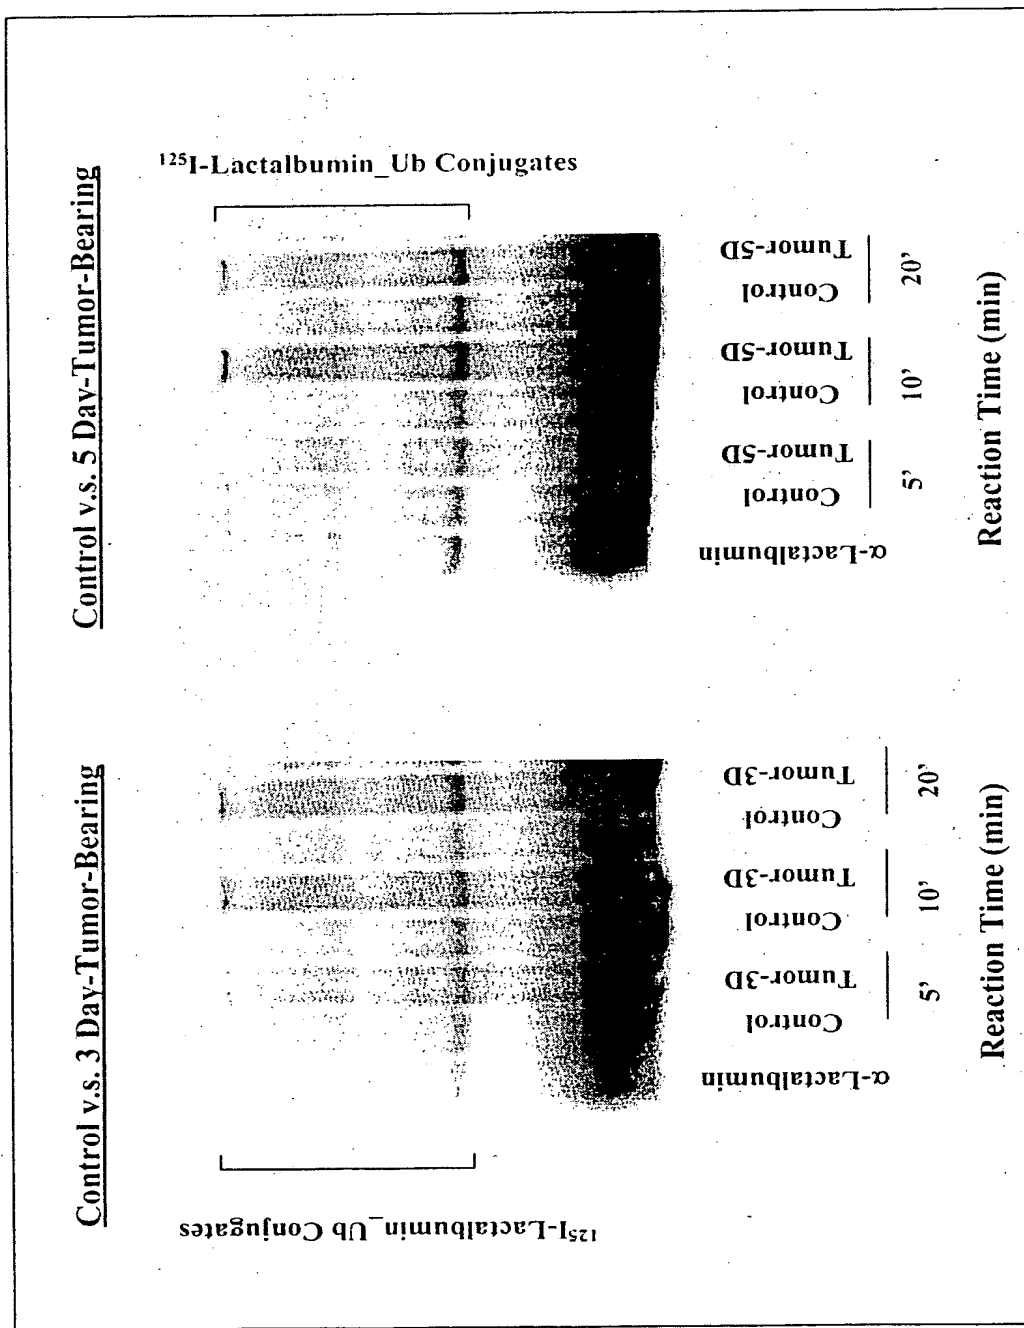 Control v.s. 3 Day-Tumor-Bearing
¹²⁵I-Lactalbumin_Ub Conjugates
α-Lactalbumin
Control
Tumor-3D
Control
Tumor-3D
Control
Tumor-3D
5'
10'
20'
Reaction Time (min)
Control v.s. 5 Day-Tumor-Bearing
¹²⁵I-Lactalbumin_Ub Conjugates
α-Lactalbumin
Control
Tumor-5D
Control
Tumor-5D
Control
Tumor-5D
5'
10'
20'
Reaction Time (min)